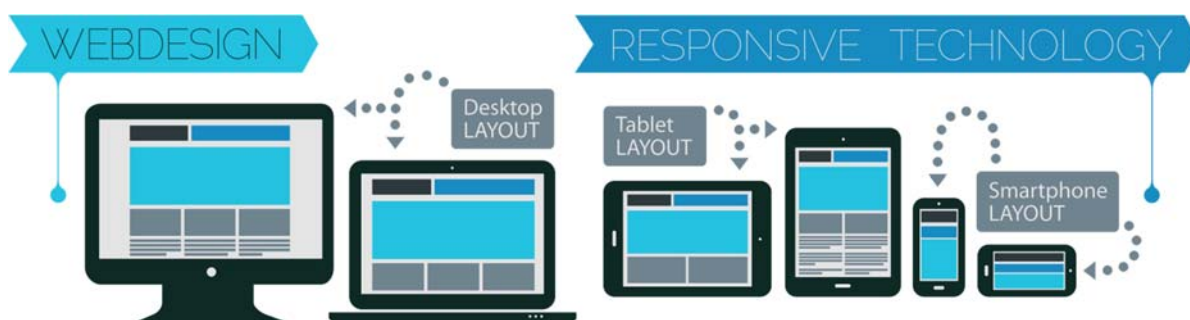 WEBDESIGN
RESPONSIVE TECHNOLOGY
Desktop
LAYOUT
Tablet
LAYOUT
Smartphone
LAYOUT